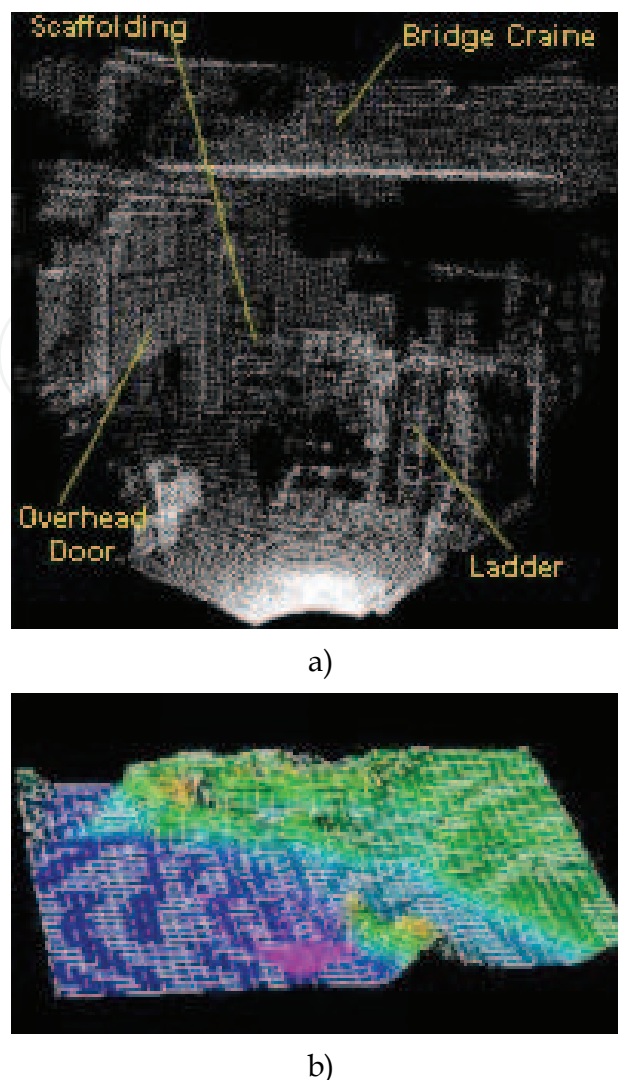 Scaffolding
Bridge Craine
Overhead
Door
Ladder
a)
b)